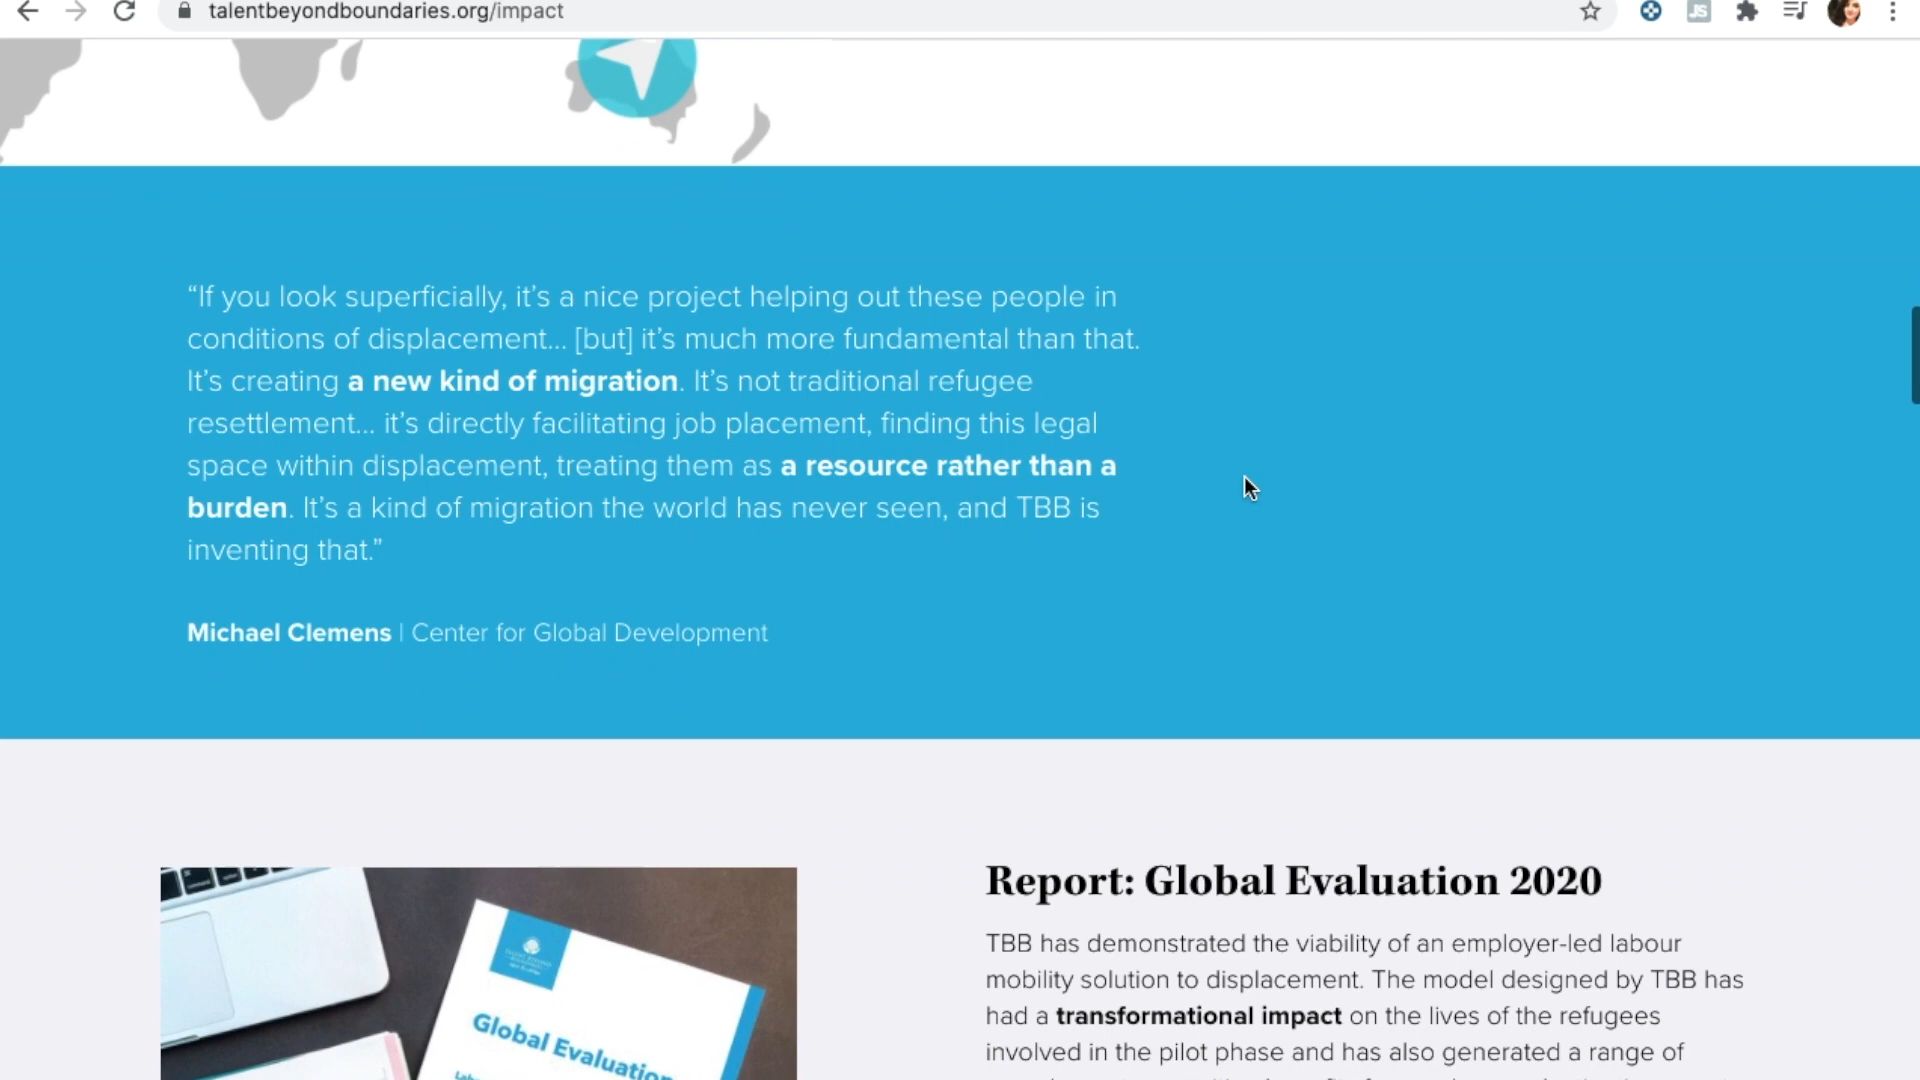 talentbeyondboundaries.org/impact
JS
“If you look superficially, it’s a nice project helping out these people in
conditions of displacement... [but] it’s much more fundamental than that.
It’s creating a new kind of migration. It’s not traditional refugee
resettlement... it’s directly facilitating job placement, finding this legal
space within displacement, treating them as a resource rather than a
burden. It’s a kind of migration the world has never seen, and TBB is
inventing that.”
Michael Clemens | Center for Global Development
Report: Global Evaluation 2020
TBB has demonstrated the viability of an employer-led labour
mobility solution to displacement. The model designed by TBB has
had a transformational impact on the lives of the refugees
involved in the pilot phase and has also generated a range of
Global Evaluation